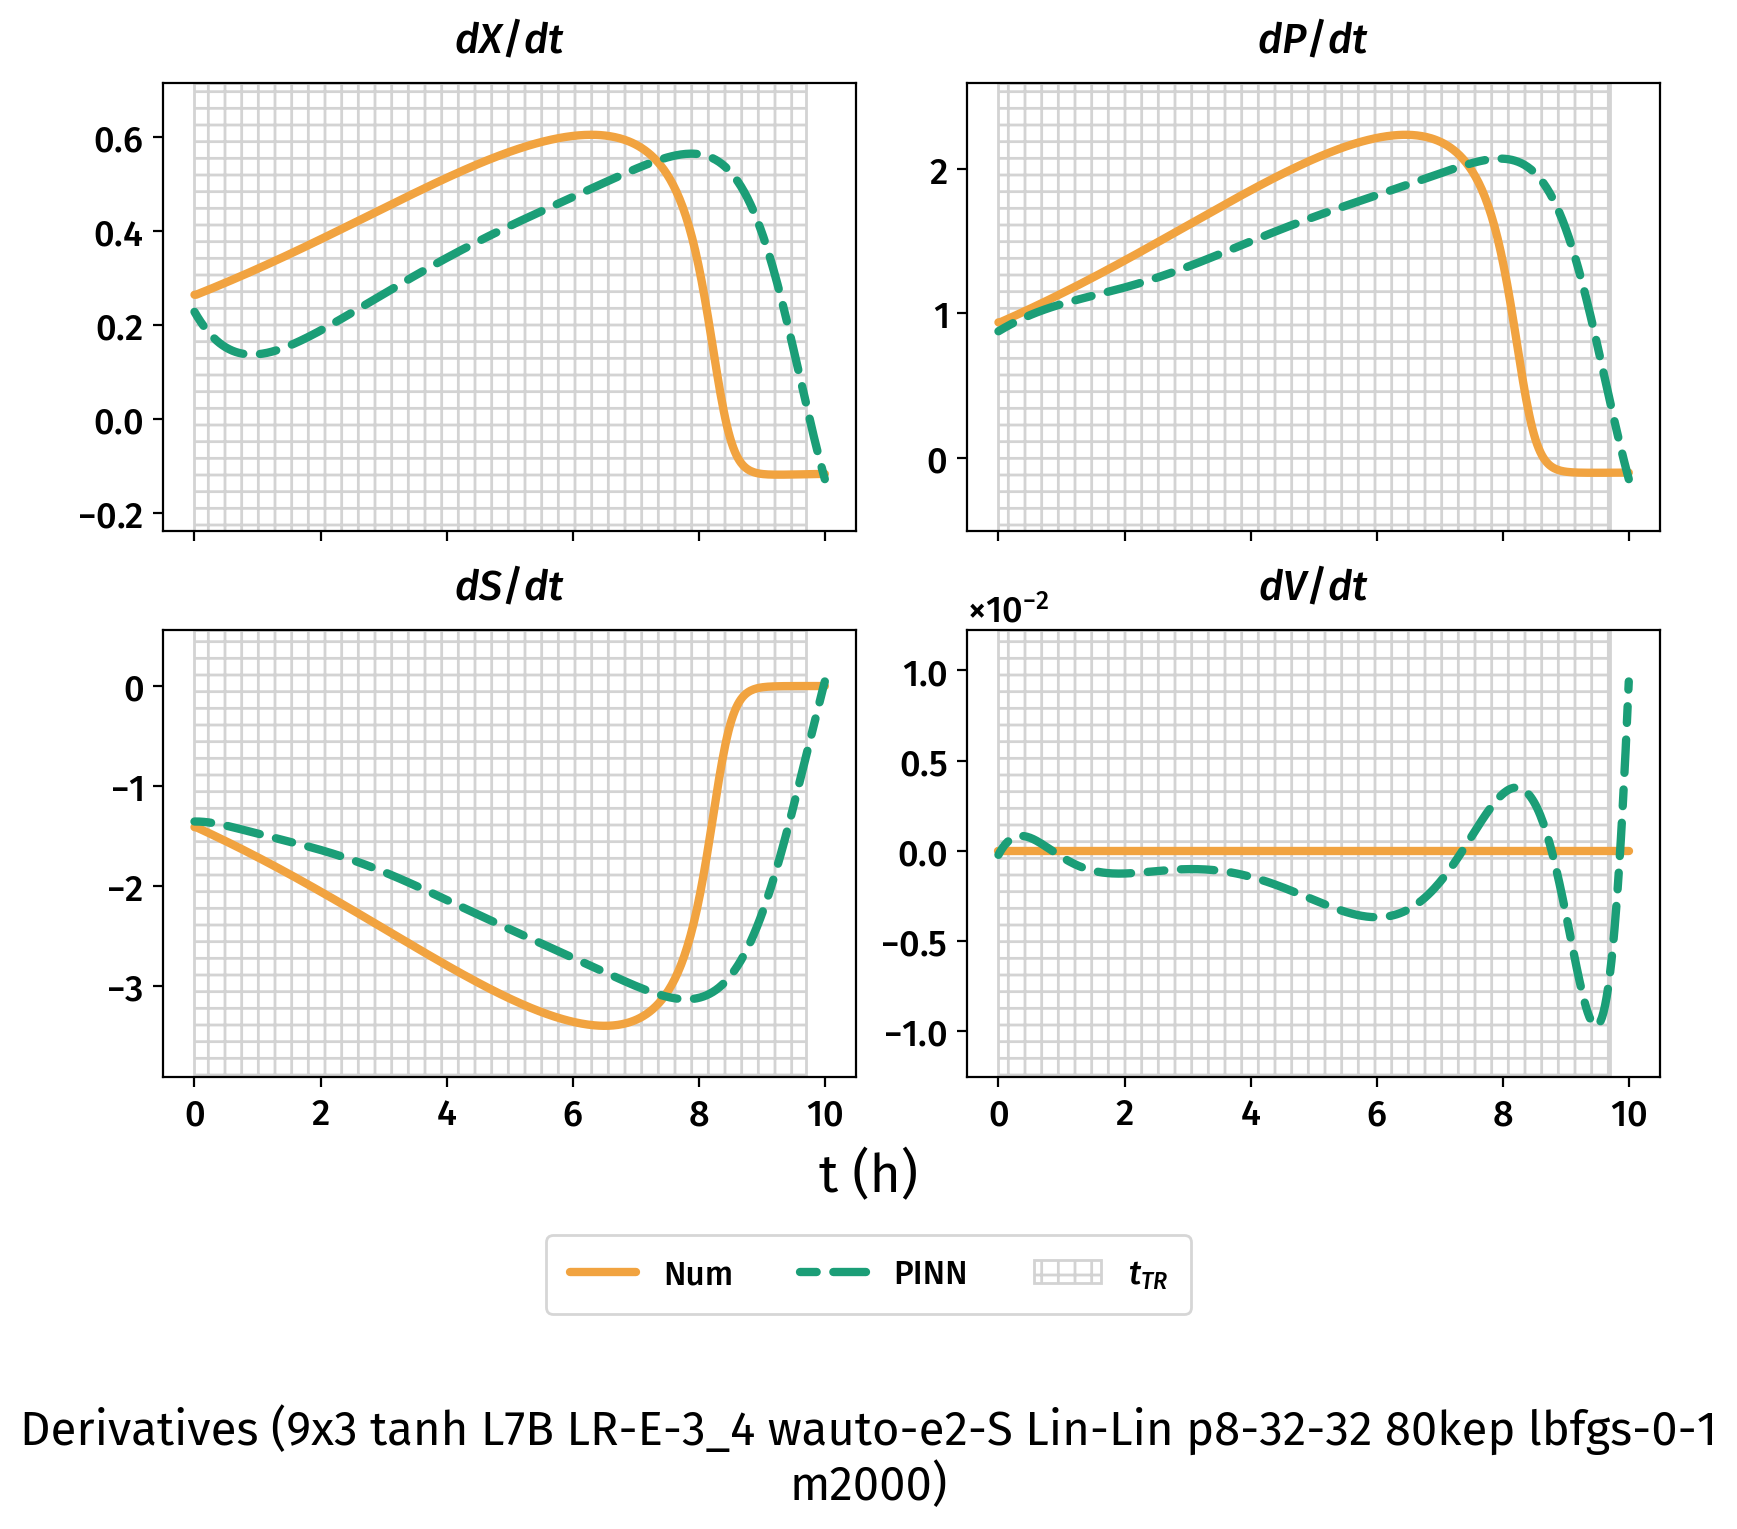 dX/dt
dP/dt
0.6
0.4
0.2
0.0
−0.2
2
1
0
dS/dt
dV/dt
×10⁻²
0
−1
−2
−3
1.0
0.5
0.0
−0.5
−1.0
0 2 4 6 8 10
0 2 4 6 8 10
t (h)
Num PINN t_TR
Derivatives (9x3 tanh L7B LR-E-3_4 wauto-e2-S Lin-Lin p8-32-32 80kep lbfgs-0-1
m2000)